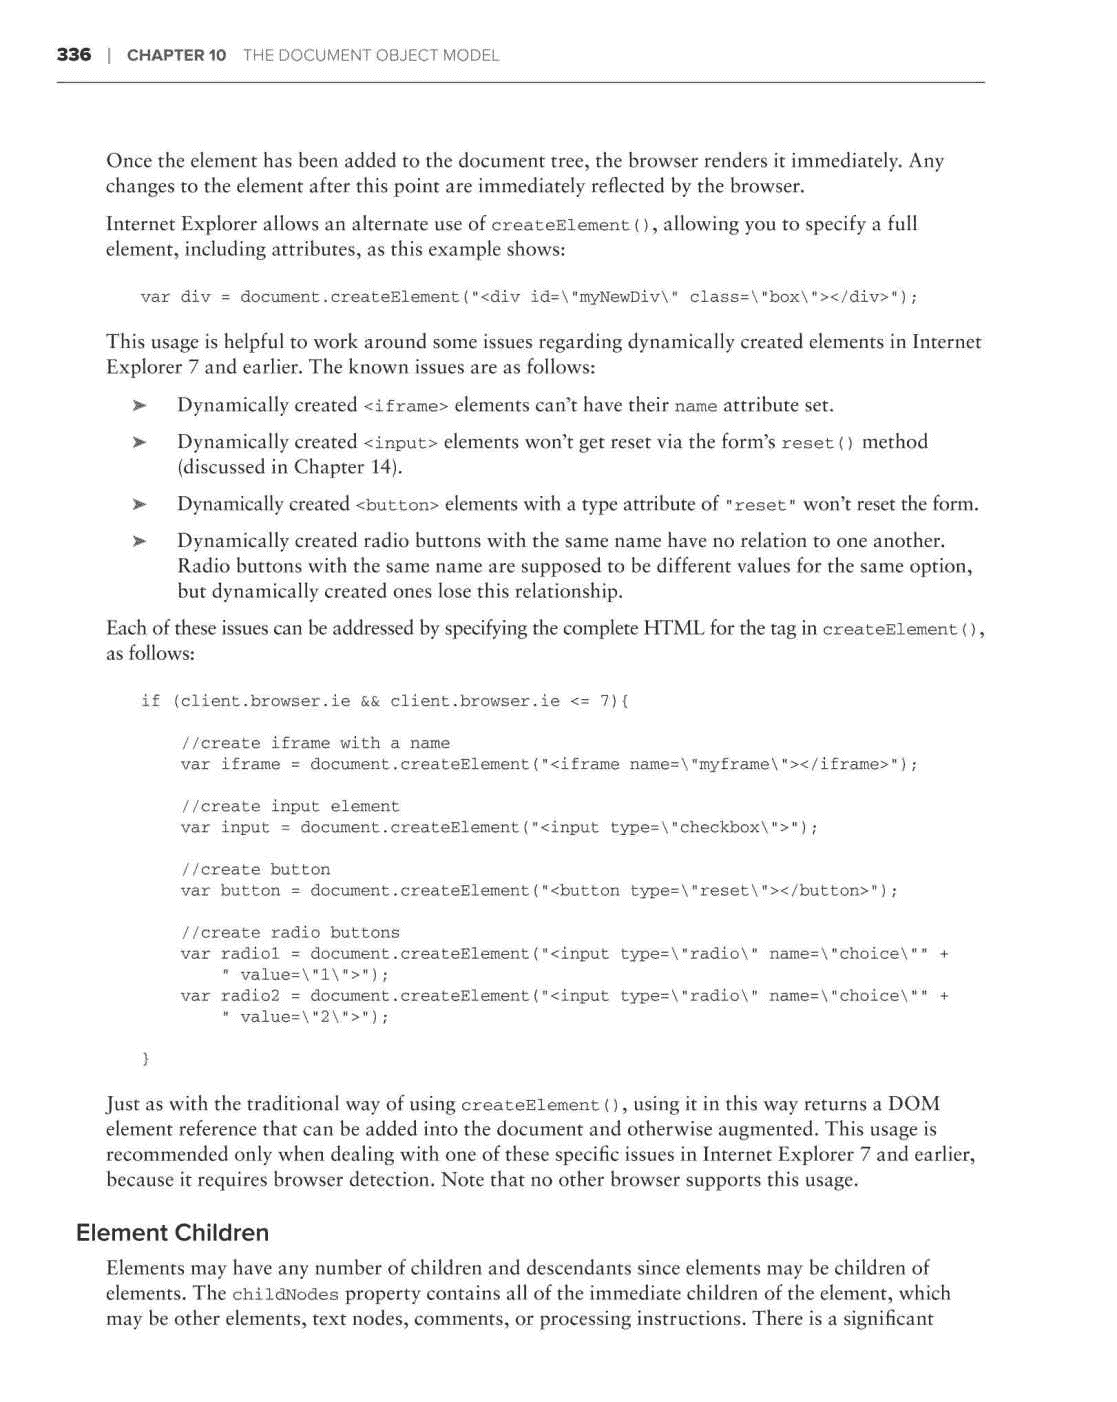 336 | CHAPTER 10 THE DOCUMENT OBJECT MODEL
Once the element has been added to the document tree, the browser renders it immediately. Any
changes to the element after this point are immediately reflected by the browser.
Internet Explorer allows an alternate use of createElement(), allowing you to specify a full
element, including attributes, as this example shows:
var div = document.createElement("<div id=\"myNewDiv\" class=\"box\"></div>");
This usage is helpful to work around some issues regarding dynamically created elements in Internet
Explorer 7 and earlier. The known issues are as follows:
➤ Dynamically created <iframe> elements can't have their name attribute set.
➤ Dynamically created <input> elements won't get reset via the form's reset() method
(discussed in Chapter 14).
➤ Dynamically created <button> elements with a type attribute of "reset" won't reset the form.
➤ Dynamically created radio buttons with the same name have no relation to one another.
Radio buttons with the same name are supposed to be different values for the same option,
but dynamically created ones lose this relationship.
Each of these issues can be addressed by specifying the complete HTML for the tag in createElement(),
as follows:
if (client.browser.ie && client.browser.ie <= 7){
//create iframe with a name
var iframe = document.createElement("<iframe name=\"myframe\"></iframe>");
//create input element
var input = document.createElement("<input type=\"checkbox\">");
//create button
var button = document.createElement("<button type=\"reset\"></button>");
//create radio buttons
var radio1 = document.createElement("<input type=\"radio\" name=\"choice\"" +
" value=\"1\">");
var radio2 = document.createElement("<input type=\"radio\" name=\"choice\"" +
" value=\"2\">");
}
Just as with the traditional way of using createElement(), using it in this way returns a DOM
element reference that can be added into the document and otherwise augmented. This usage is
recommended only when dealing with one of these specific issues in Internet Explorer 7 and earlier,
because it requires browser detection. Note that no other browser supports this usage.
Element Children
Elements may have any number of children and descendants since elements may be children of
elements. The childNodes property contains all of the immediate children of the element, which
may be other elements, text nodes, comments, or processing instructions. There is a significant